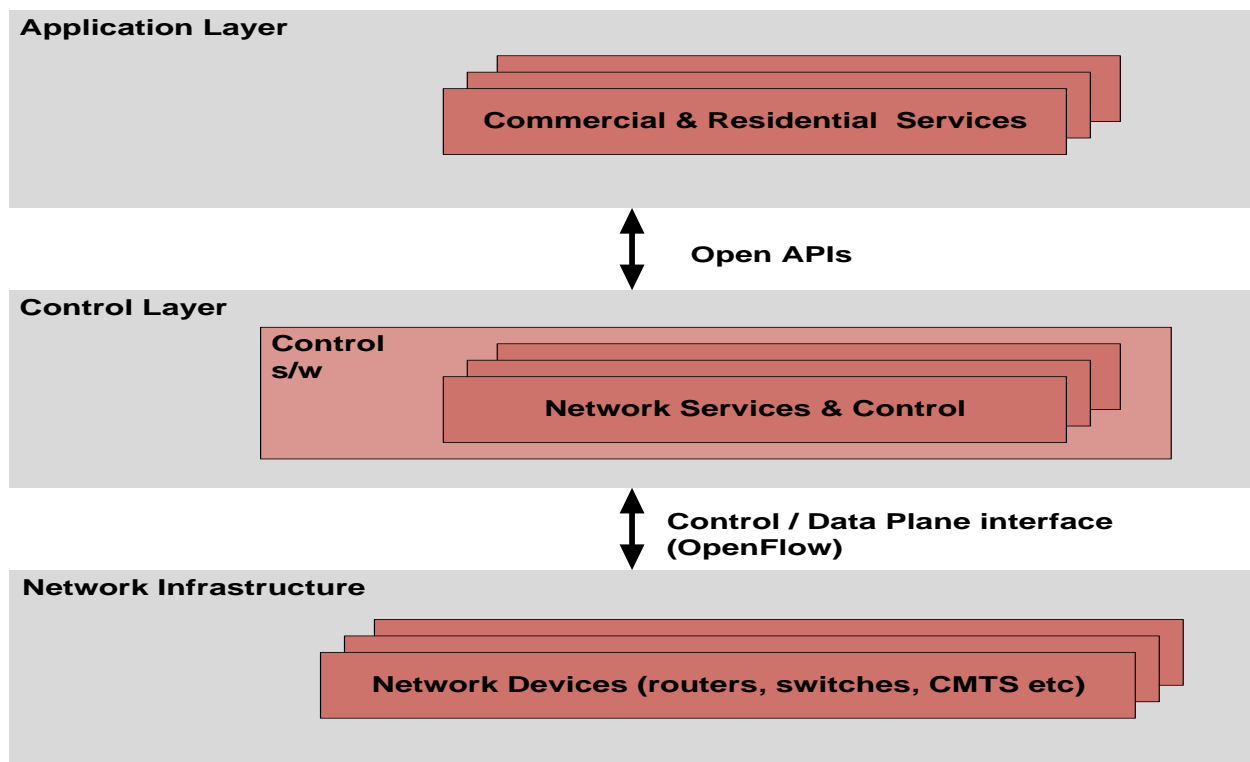 Application Layer
Commercial & Residential  Services
Open APIs
Control Layer
Control
s/w
Network Services & Control
Control / Data Plane interface
(OpenFlow)
Network Infrastructure
Network Devices (routers, switches, CMTS etc)